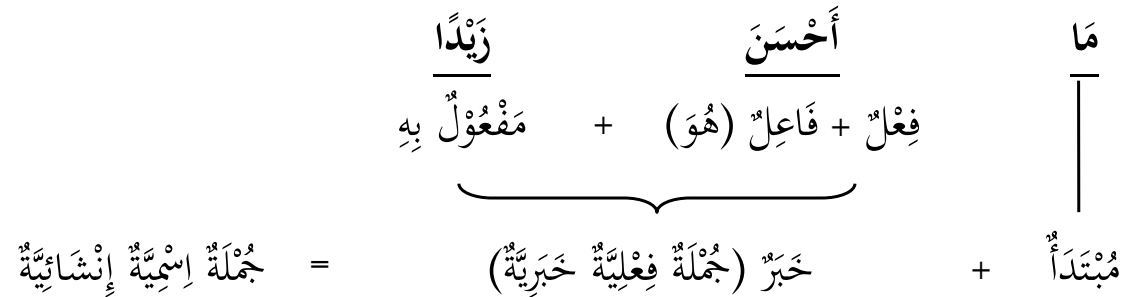 مَا أَحْسَنَ زَيْدًا
فِعْلٌ + فَاعِلٌ (هُوَ) + مَفْعُوْلٌ بِهِ
مُبْتَدَأٌ + خَبَرٌ (جُمْلَةٌ فِعْلِيَّةٌ خَبَرِيَّةٌ) = جُمْلَةٌ اِسْمِيَّةٌ إِنْشَائِيَّةٌ